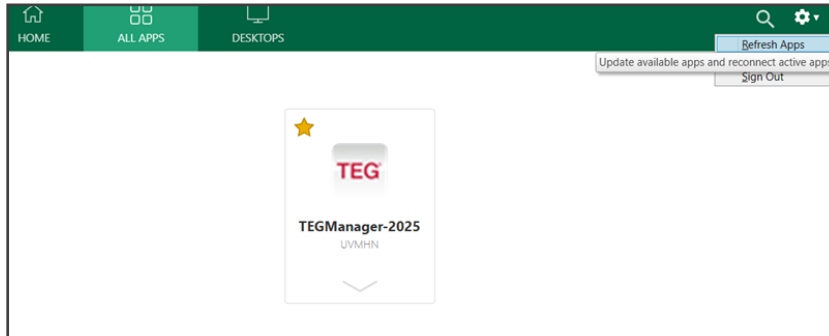 HOME
ALL APPS
DESKTOPS
Refresh Apps
Update available apps and reconnect active apps
Sign Out
TEG
TEGManager-2025
UVMHN